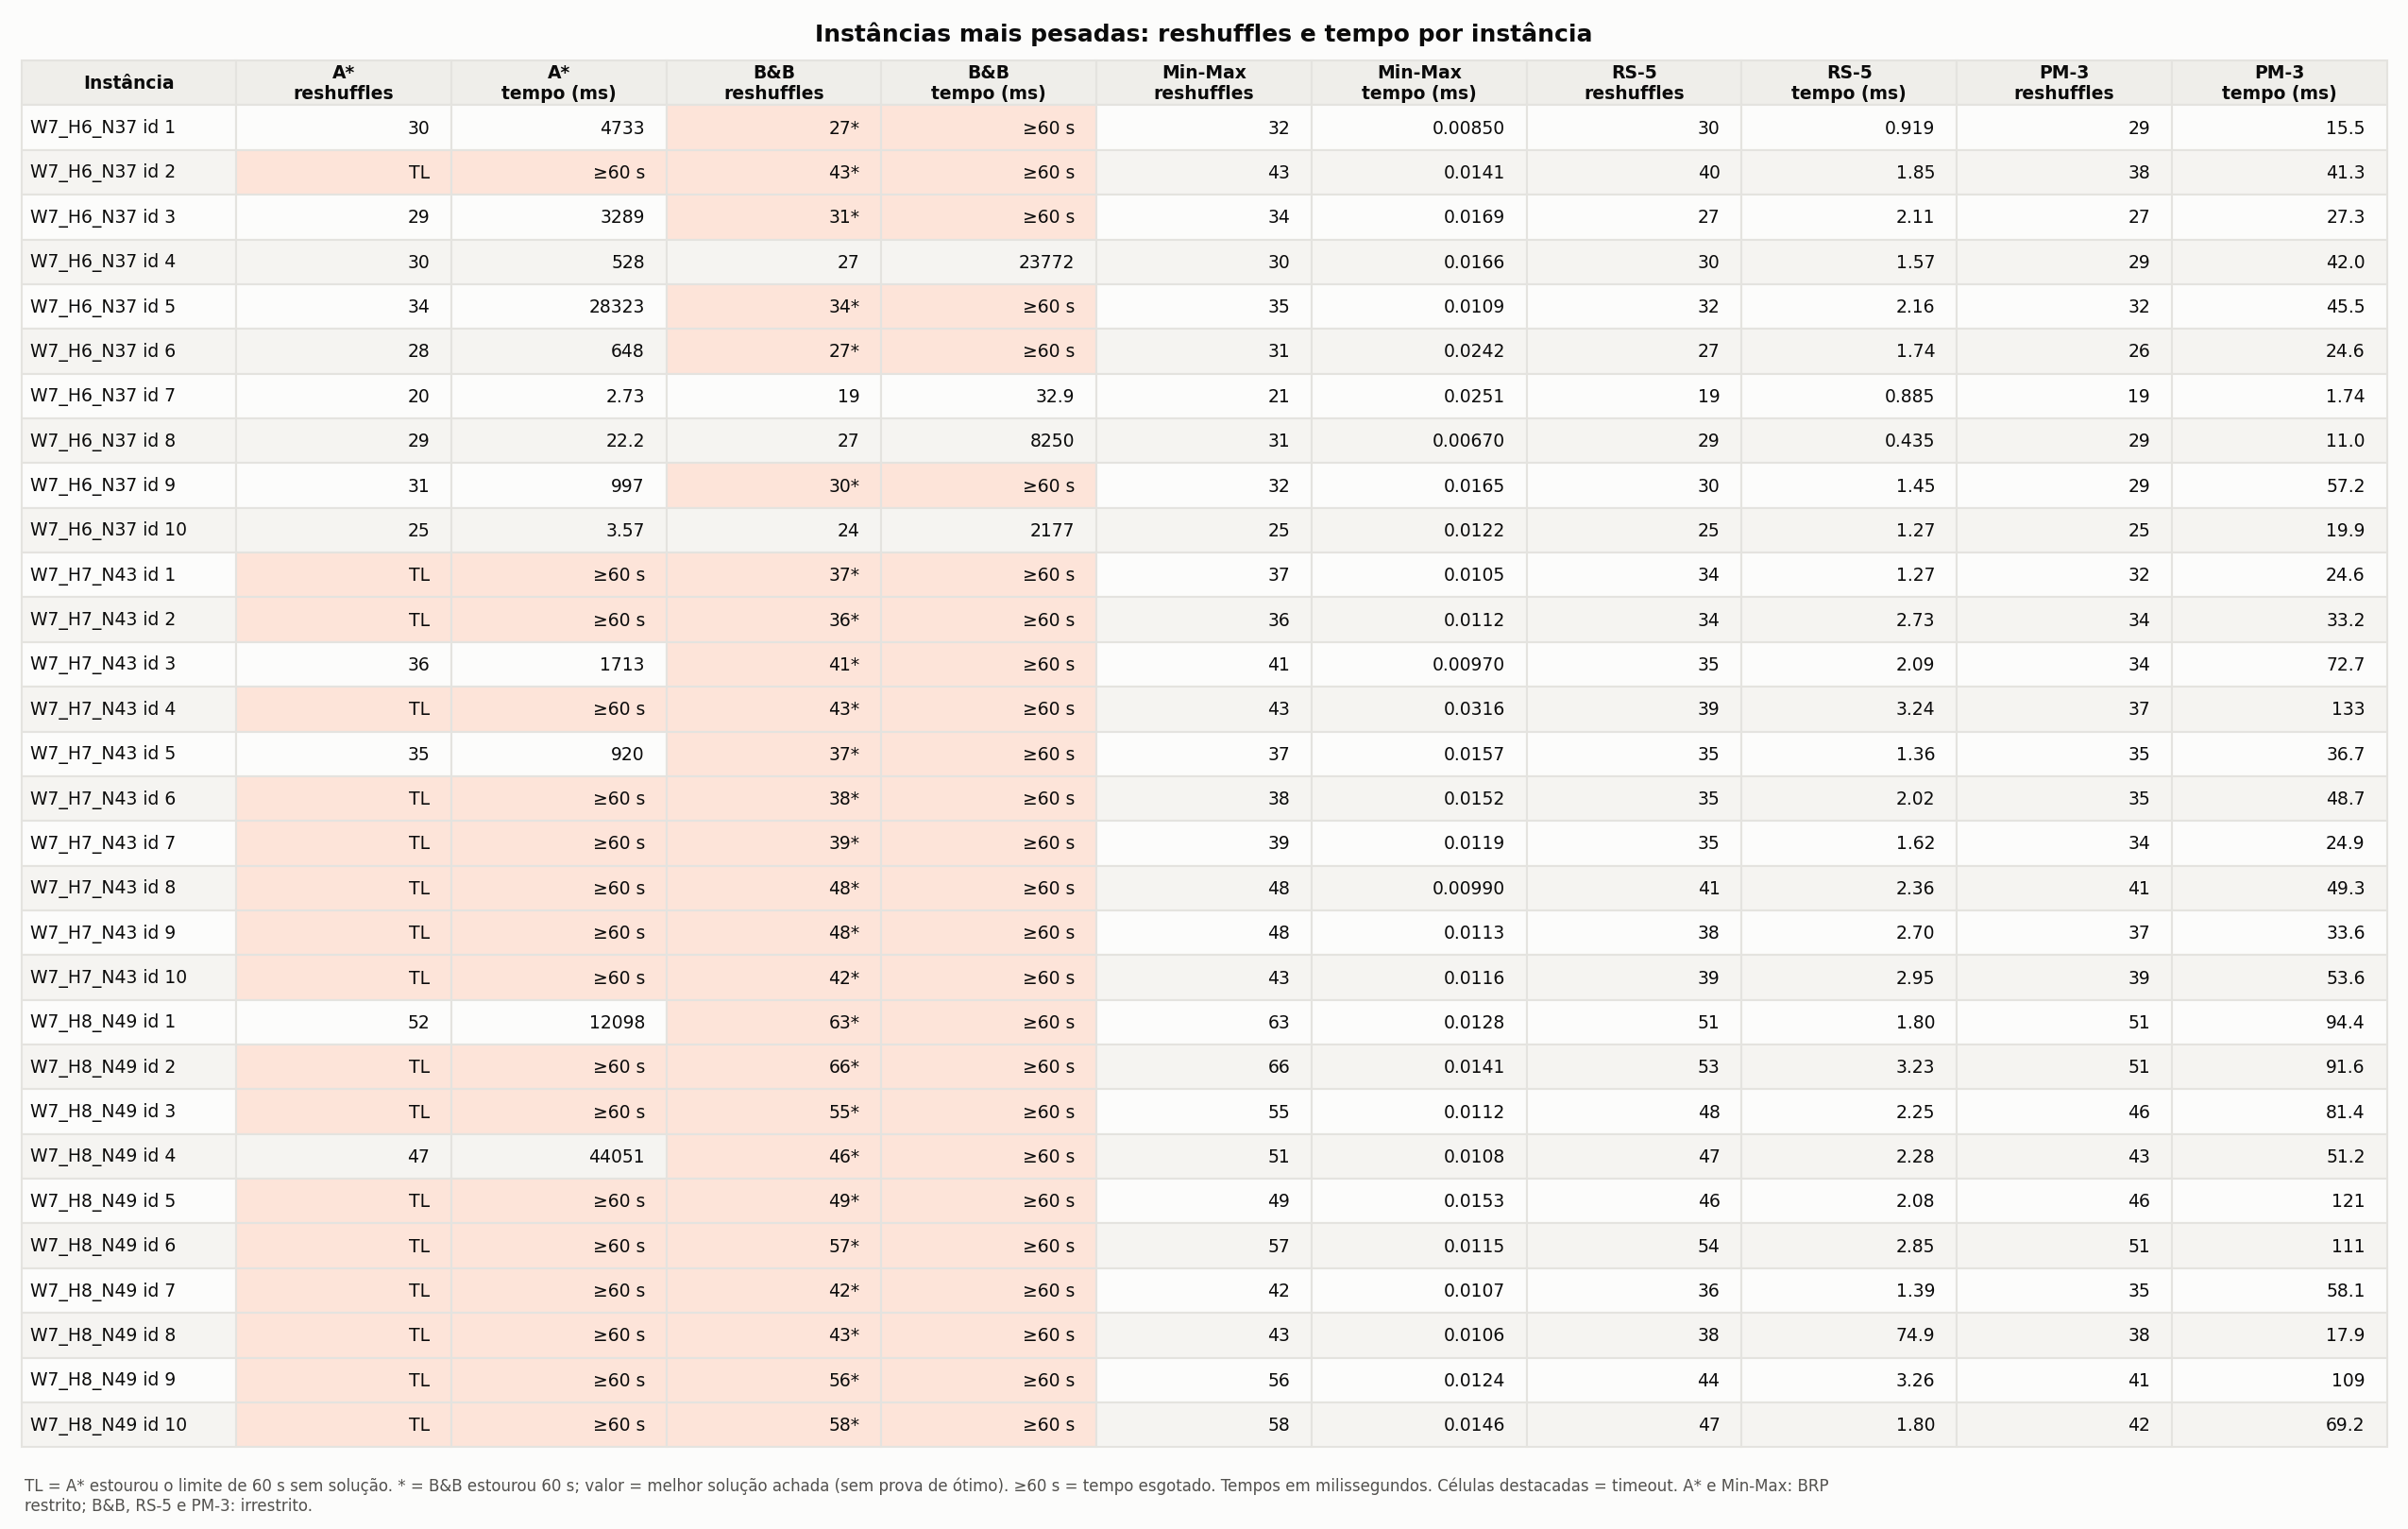 Instâncias mais pesadas: reshuffles e tempo por instância
Instância A* reshuffles A* tempo (ms) B&B reshuffles B&B tempo (ms) Min-Max reshuffles Min-Max tempo (ms) RS-5 reshuffles RS-5 tempo (ms) PM-3 reshuffles PM-3 tempo (ms)
W7_H6_N37 id 1 30 4733 27* ≥60 s 32 0.00850 30 0.919 29 15.5
W7_H6_N37 id 2 TL ≥60 s 43* ≥60 s 43 0.0141 40 1.85 38 41.3
W7_H6_N37 id 3 29 3289 31* ≥60 s 34 0.0169 27 2.11 27 27.3
W7_H6_N37 id 4 30 528 27 23772 30 0.0166 30 1.57 29 42.0
W7_H6_N37 id 5 34 28323 34* ≥60 s 35 0.0109 32 2.16 32 45.5
W7_H6_N37 id 6 28 648 27* ≥60 s 31 0.0242 27 1.74 26 24.6
W7_H6_N37 id 7 20 2.73 19 32.9 21 0.0251 19 0.885 19 1.74
W7_H6_N37 id 8 29 22.2 27 8250 31 0.00670 29 0.435 29 11.0
W7_H6_N37 id 9 31 997 30* ≥60 s 32 0.0165 30 1.45 29 57.2
W7_H6_N37 id 10 25 3.57 24 2177 25 0.0122 25 1.27 25 19.9
W7_H7_N43 id 1 TL ≥60 s 37* ≥60 s 37 0.0105 34 1.27 32 24.6
W7_H7_N43 id 2 TL ≥60 s 36* ≥60 s 36 0.0112 34 2.73 34 33.2
W7_H7_N43 id 3 36 1713 41* ≥60 s 41 0.00970 35 2.09 34 72.7
W7_H7_N43 id 4 TL ≥60 s 43* ≥60 s 43 0.0316 39 3.24 37 133
W7_H7_N43 id 5 35 920 37* ≥60 s 37 0.0157 35 1.36 35 36.7
W7_H7_N43 id 6 TL ≥60 s 38* ≥60 s 38 0.0152 35 2.02 35 48.7
W7_H7_N43 id 7 TL ≥60 s 39* ≥60 s 39 0.0119 35 1.62 34 24.9
W7_H7_N43 id 8 TL ≥60 s 48* ≥60 s 48 0.00990 41 2.36 41 49.3
W7_H7_N43 id 9 TL ≥60 s 48* ≥60 s 48 0.0113 38 2.70 37 33.6
W7_H7_N43 id 10 TL ≥60 s 42* ≥60 s 43 0.0116 39 2.95 39 53.6
W7_H8_N49 id 1 52 12098 63* ≥60 s 63 0.0128 51 1.80 51 94.4
W7_H8_N49 id 2 TL ≥60 s 66* ≥60 s 66 0.0141 53 3.23 51 91.6
W7_H8_N49 id 3 TL ≥60 s 55* ≥60 s 55 0.0112 48 2.25 46 81.4
W7_H8_N49 id 4 47 44051 46* ≥60 s 51 0.0108 47 2.28 43 51.2
W7_H8_N49 id 5 TL ≥60 s 49* ≥60 s 49 0.0153 46 2.08 46 121
W7_H8_N49 id 6 TL ≥60 s 57* ≥60 s 57 0.0115 54 2.85 51 111
W7_H8_N49 id 7 TL ≥60 s 42* ≥60 s 42 0.0107 36 1.39 35 58.1
W7_H8_N49 id 8 TL ≥60 s 43* ≥60 s 43 0.0106 38 74.9 38 17.9
W7_H8_N49 id 9 TL ≥60 s 56* ≥60 s 56 0.0124 44 3.26 41 109
W7_H8_N49 id 10 TL ≥60 s 58* ≥60 s 58 0.0146 47 1.80 42 69.2
TL = A* estourou o limite de 60 s sem solução. * = B&B estourou 60 s; valor = melhor solução achada (sem prova de ótimo). ≥60 s = tempo esgotado. Tempos em milissegundos. Células destacadas = timeout. A* e Min-Max: BRP
restrito; B&B, RS-5 e PM-3: irrestrito.